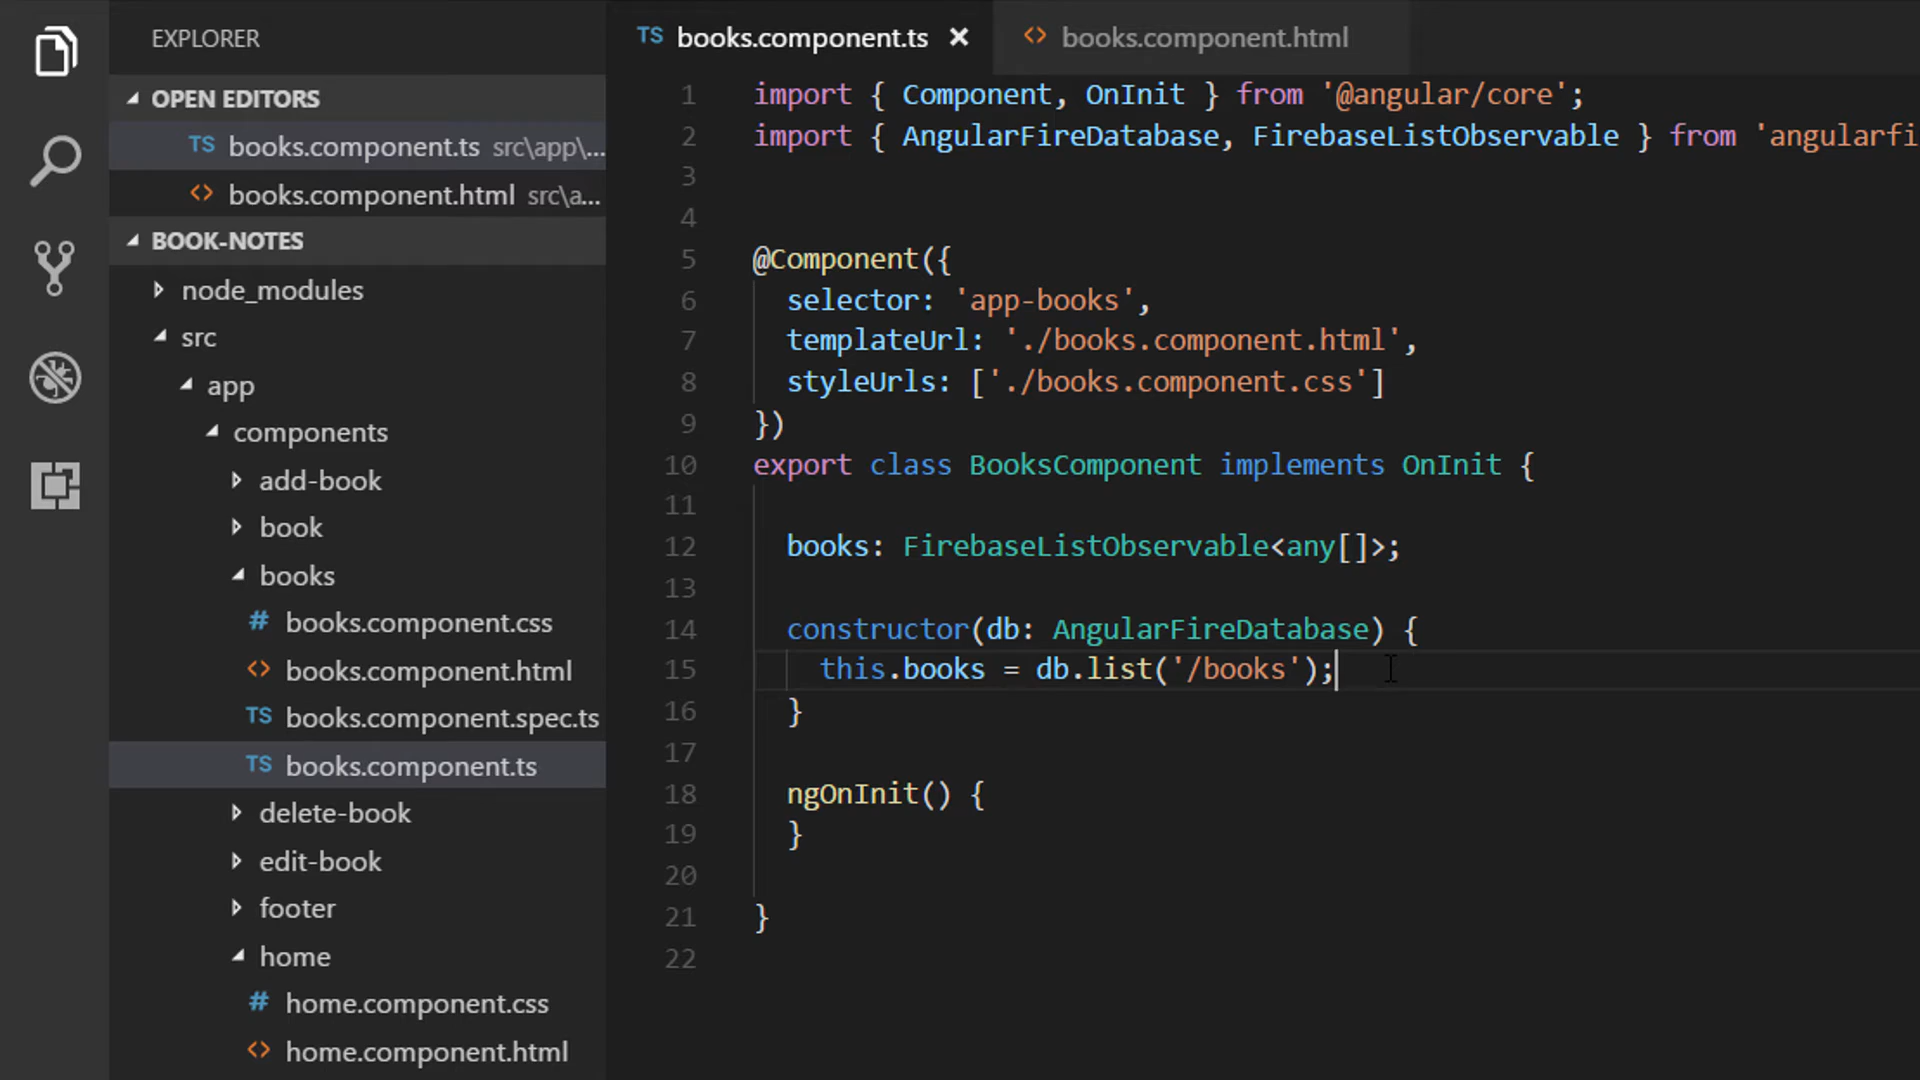 EXPLORER
OPEN EDITORS
TS books.component.ts src\app\...
<> books.component.html src\a...
BOOK-NOTES
node_modules
src
app
components
add-book
book
books
# books.component.css
<> books.component.html
TS books.component.spec.ts
TS books.component.ts
delete-book
edit-book
footer
home
# home.component.css
<> home.component.html
TS books.component.ts ×
<> books.component.html
1 import { Component, OnInit } from '@angular/core';
2 import { AngularFireDatabase, FirebaseListObservable } from 'angularfi
3
4
5 @Component({
6 selector: 'app-books',
7 templateUrl: './books.component.html',
8 styleUrls: ['./books.component.css']
9 })
10 export class BooksComponent implements OnInit {
11
12 books: FirebaseListObservable<any[]>;
13
14 constructor(db: AngularFireDatabase) {
15 this.books = db.list('/books');
16 }
17
18 ngOnInit() {
19 }
20
21 }
22